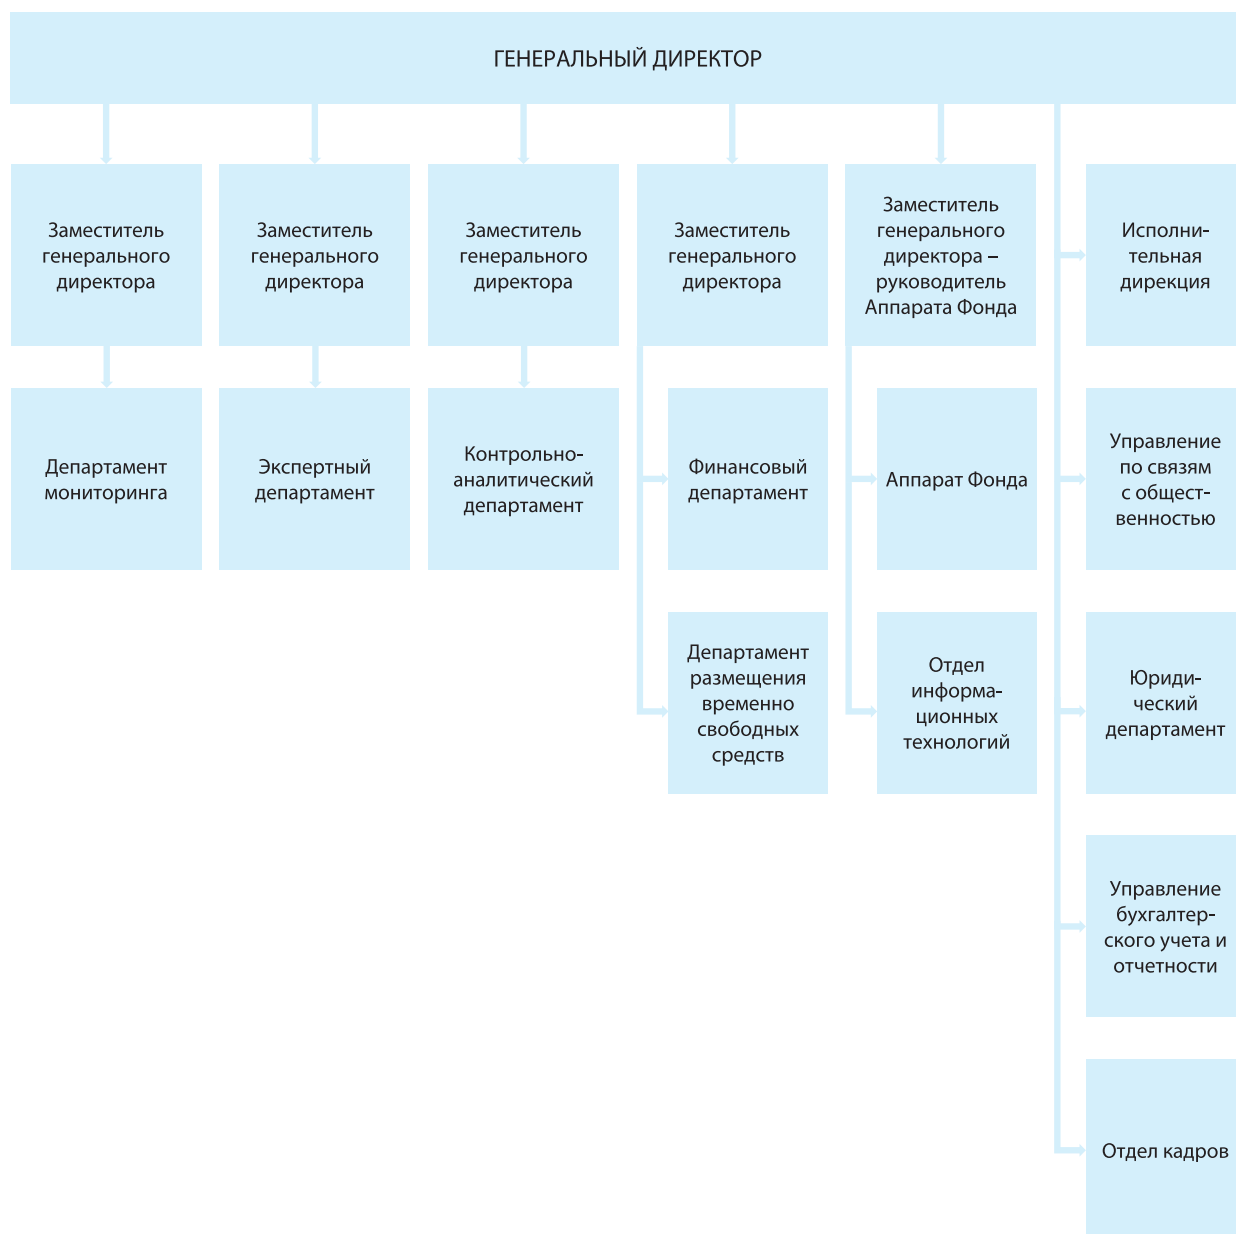 ГЕНЕРАЛЬНЫЙ ДИРЕКТОР
Заместитель
генерального
директора
Заместитель
генерального
директора
Заместитель
генерального
директора
Заместитель
генерального
директора
Заместитель
генерального
директора –
руководитель
Аппарата Фонда
Исполни-
тельная
дирекция
Департамент
мониторинга
Экспертный
департамент
Контрольно-
аналитический
департамент
Финансовый
департамент
Аппарат Фонда
Управление
по связям
с общест-
венностью
Департамент
размещения
временно
свободных
средств
Отдел
информа-
ционных
технологий
Юриди-
ческий
департамент
Управление
бухгалтер-
ского учета и
отчетности
Отдел кадров